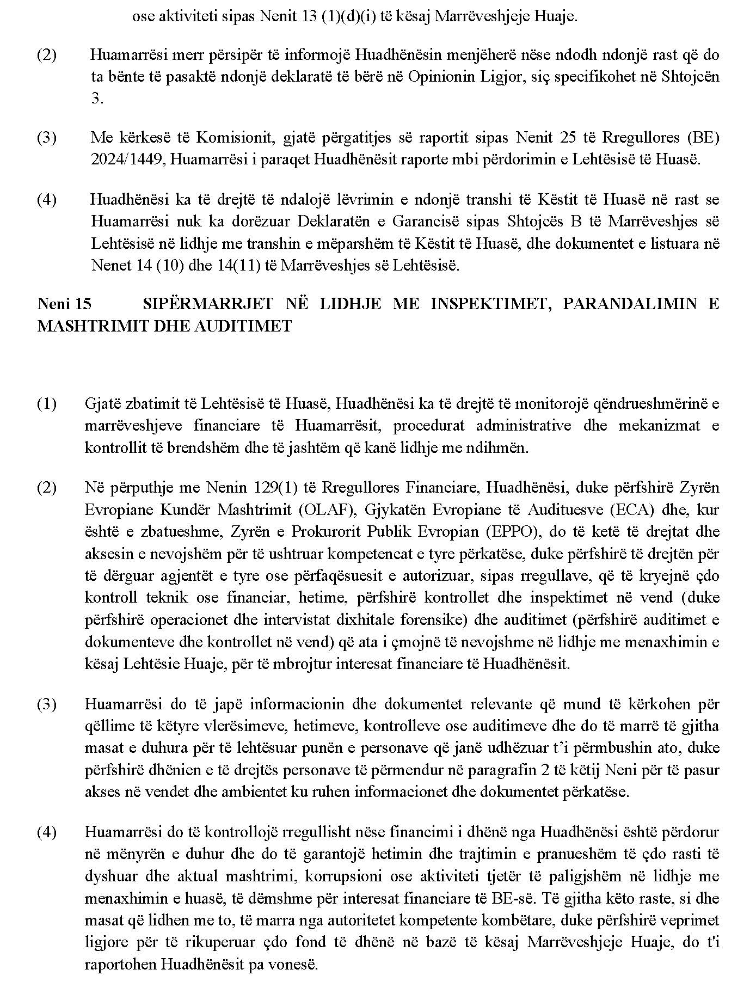 ose aktiviteti sipas Nenit 13 (1)(d)(i) të kësaj Marrëveshjeje Huaje.
(2) Huamarrësi merr përsipër të informojë Huadhënësin menjëherë nëse ndodh ndonjë rast që do
ta bënte të pasaktë ndonjë deklaratë të bërë në Opinionin Ligjor, siç specifikohet në Shtojcën
3.
(3) Me kërkesë të Komisionit, gjatë përgatitjes së raportit sipas Nenit 25 të Rregullores (BE)
2024/1449, Huamarrësi i paraqet Huadhënësit raporte mbi përdorimin e Lehtësisë të Huasë.
(4) Huadhënësi ka të drejtë të ndalojë lëvrimin e ndonjë transhi të Këstit të Huasë në rast se
Huamarrësi nuk ka dorëzuar Deklaratën e Garancisë sipas Shtojcës B të Marrëveshjes së
Lehtësisë në lidhje me transhin e mëparshëm të Këstit të Huasë, dhe dokumentet e listuara në
Nenet 14 (10) dhe 14(11) të Marrëveshjes së Lehtësisë.
Neni 15 SIPËRMARRJET NË LIDHJE ME INSPEKTIMET, PARANDALIMIN E
MASHTRIMIT DHE AUDITIMET
(1) Gjatë zbatimit të Lehtësisë të Huasë, Huadhënësi ka të drejtë të monitorojë qëndrueshmërinë e
marrëveshjeve financiare të Huamarrësit, procedurat administrative dhe mekanizmat e
kontrollit të brendshëm dhe të jashtëm që kanë lidhje me ndihmën.
(2) Në përputhje me Nenin 129(1) të Rregullores Financiare, Huadhënësi, duke përfshirë Zyrën
Evropiane Kundër Mashtrimit (OLAF), Gjykatën Evropiane të Audituesve (ECA) dhe, kur
është e zbatueshme, Zyrën e Prokurorit Publik Evropian (EPPO), do të ketë të drejtat dhe
aksesin e nevojshëm për të ushtruar kompetencat e tyre përkatëse, duke përfshirë të drejtën për
të dërguar agjentët e tyre ose përfaqësuesit e autorizuar, sipas rregullave, që të kryejnë çdo
kontroll teknik ose financiar, hetime, përfshirë kontrollet dhe inspektimet në vend (duke
përfshirë operacionet dhe intervistat dixhitale forensike) dhe auditimet (përfshirë auditimet e
dokumenteve dhe kontrollet në vend) që ata i çmojnë të nevojshme në lidhje me menaxhimin e
kësaj Lehtësie Huaje, për të mbrojtur interesat financiare të Huadhënësit.
(3) Huamarrësi do të japë informacionin dhe dokumentet relevante që mund të kërkohen për
qëllime të këtyre vlerësimeve, hetimeve, kontrolleve ose auditimeve dhe do të marrë të gjitha
masat e duhura për të lehtësuar punën e personave që janë udhëzuar t’i përmbushin ato, duke
përfshirë dhënien e të drejtës personave të përmendur në paragrafin 2 të këtij Neni për të pasur
akses në vendet dhe ambientet ku ruhen informacionet dhe dokumentet përkatëse.
(4) Huamarrësi do të kontrollojë rregullisht nëse financimi i dhënë nga Huadhënësi është përdorur
në mënyrën e duhur dhe do të garantojë hetimin dhe trajtimin e pranueshëm të çdo rasti të
dyshuar dhe aktual mashtrimi, korrupsioni ose aktiviteti tjetër të paligjshëm në lidhje me
menaxhimin e huasë, të dëmshme për interesat financiare të BE-së. Të gjitha këto raste, si dhe
masat që lidhen me to, të marra nga autoritetet kompetente kombëtare, duke përfshirë veprimet
ligjore për të rikuperuar çdo fond të dhënë në bazë të kësaj Marrëveshjeje Huaje, do t'i
raportohen Huadhënësit pa vonesë.